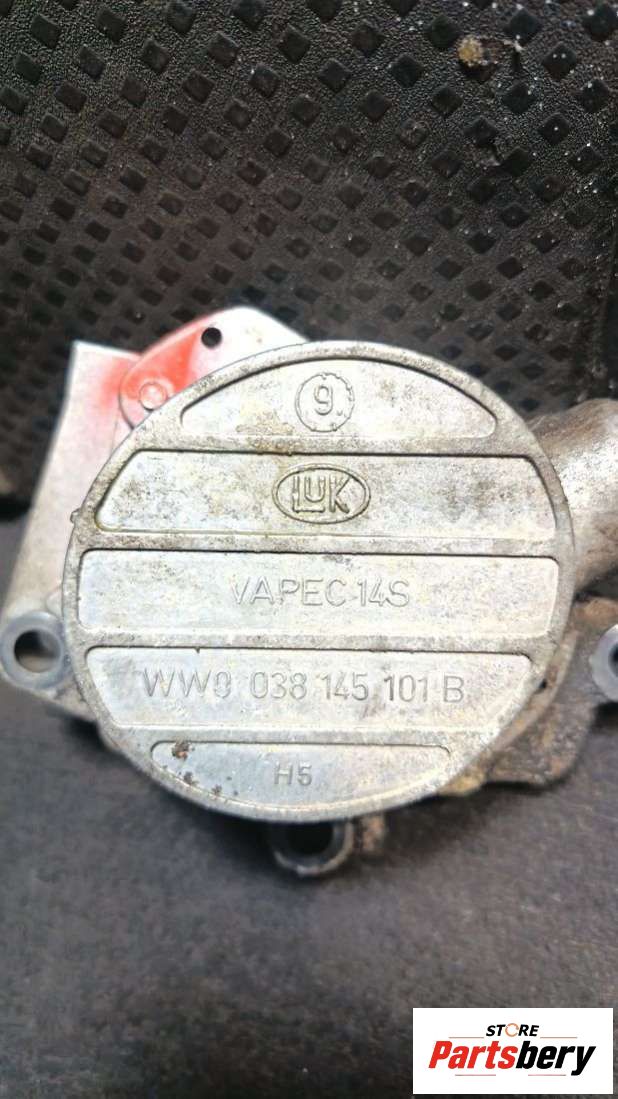 9
LUK
VAPEC 14S
WW0 038 145 101 B
H5
STORE
Partsbery